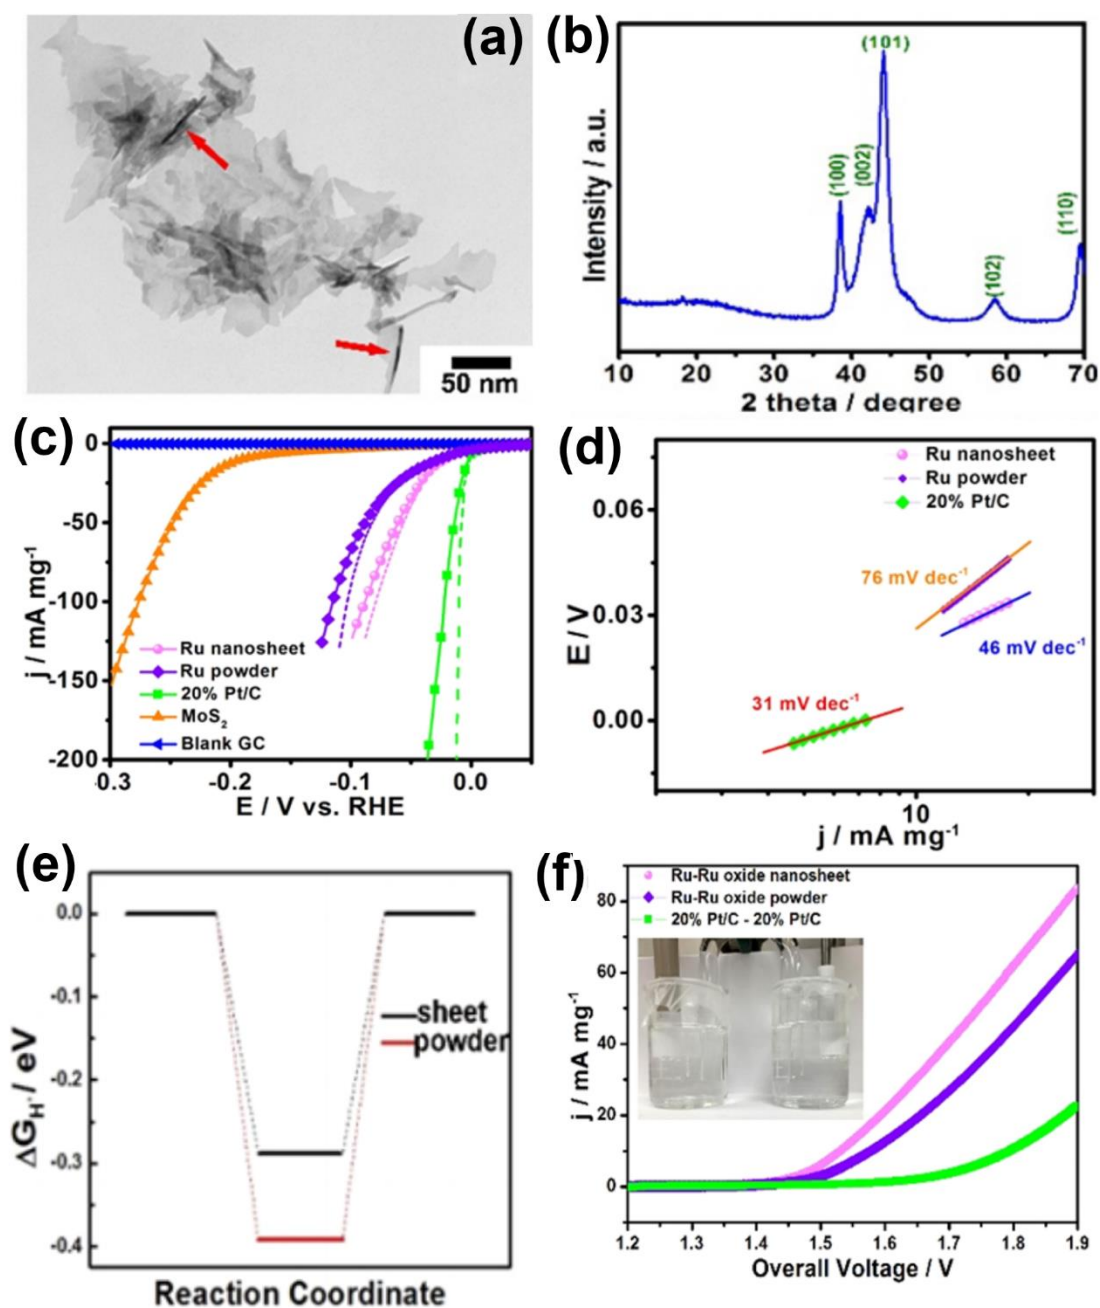 (a)
50 nm
(b)
Intensity / a.u.
(100)
(002)
(101)
(102)
(110)
10 20 30 40 50 60 70
2 theta / degree
(c)
j / mA mg⁻¹
0
-50
-100
-150
-200
Ru nanosheet
Ru powder
20% Pt/C
MoS₂
Blank GC
-0.3 -0.2 -0.1 0.0
E / V vs. RHE
(d)
E / V
0.06
0.03
0.00
Ru nanosheet
Ru powder
20% Pt/C
76 mV dec⁻¹
46 mV dec⁻¹
31 mV dec⁻¹
10
j / mA mg⁻¹
(e)
ΔG_H* / eV
0.0
-0.1
-0.2
-0.3
-0.4
sheet
powder
Reaction Coordinate
(f)
j / mA mg⁻¹
80
60
40
20
0
Ru-Ru oxide nanosheet
Ru-Ru oxide powder
20% Pt/C - 20% Pt/C
1.2 1.3 1.4 1.5 1.6 1.7 1.8 1.9
Overall Voltage / V